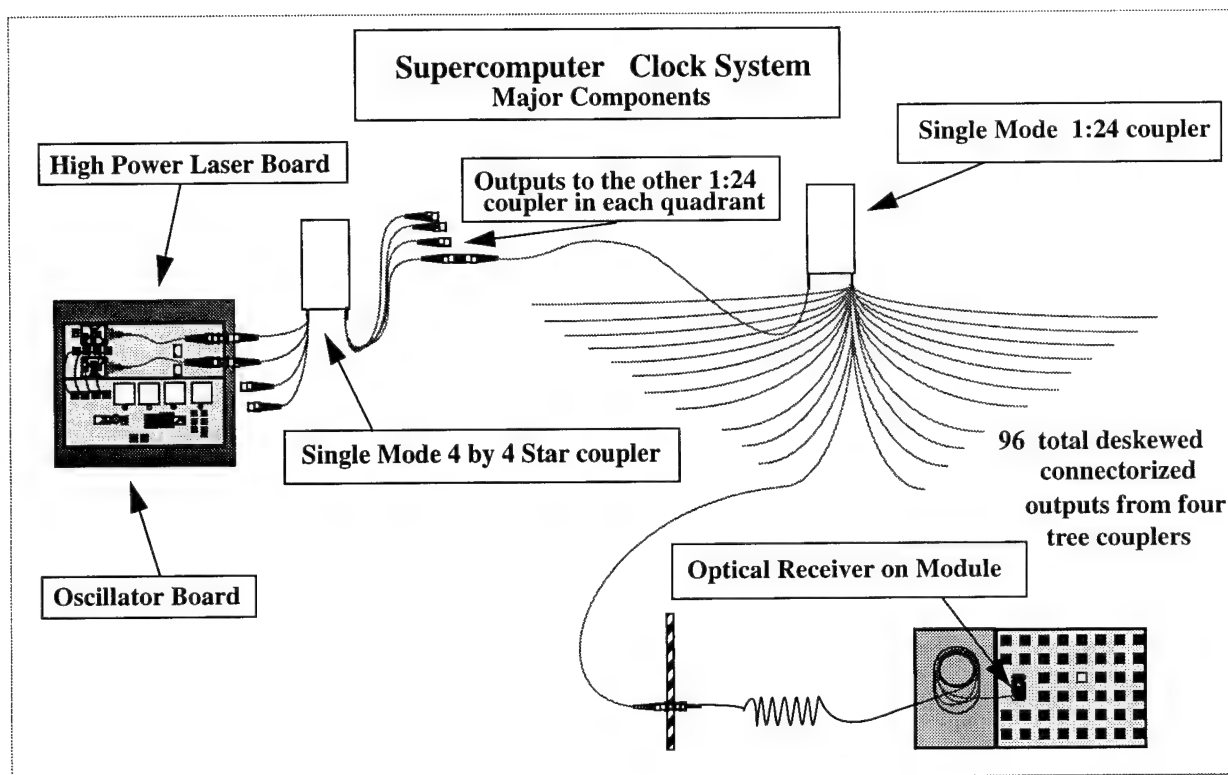 Supercomputer Clock System
Major Components
Single Mode 1:24 coupler
High Power Laser Board
Outputs to the other 1:24
coupler in each quadrant
Single Mode 4 by 4 Star coupler
96 total deskewed
connectorized
outputs from four
tree couplers
Optical Receiver on Module
Oscillator Board